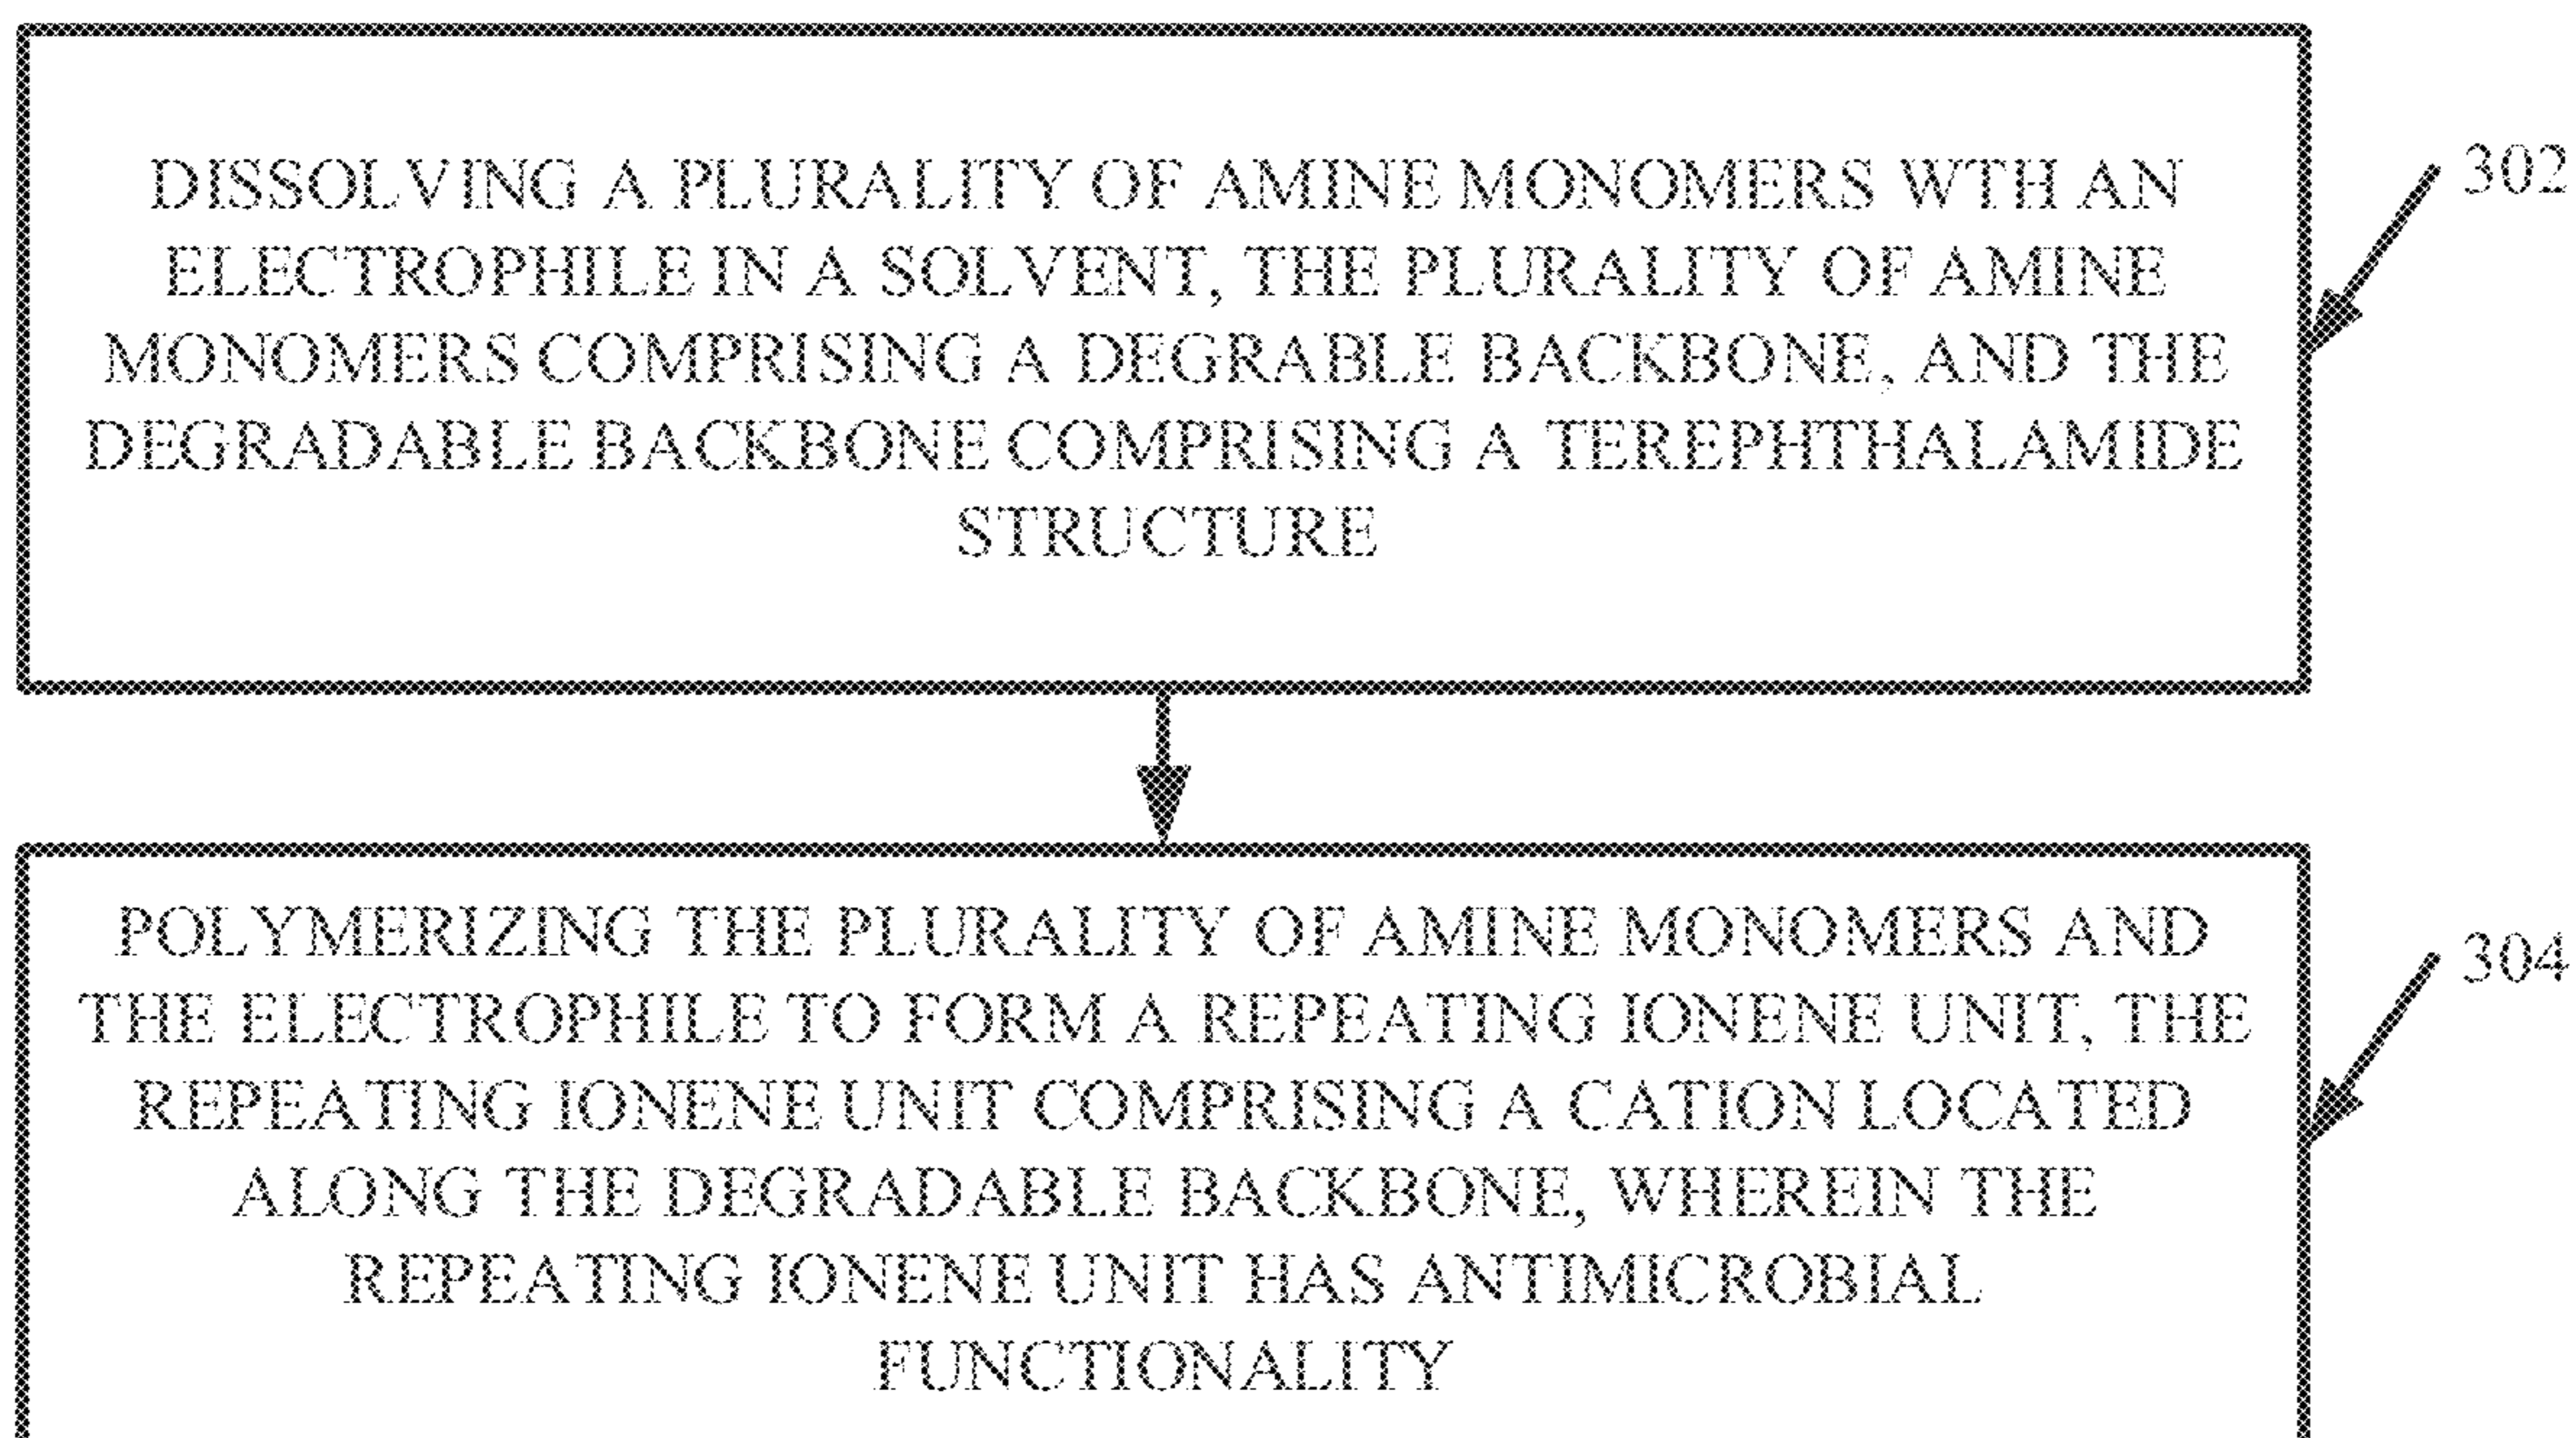 DISSOLVING A PLURALITY OF AMINE MONOMERS WTH AN
ELECTROPHILE IN A SOLVENT, THE PLURALITY OF AMINE
MONOMERS COMPRISING A DEGRABLE BACKBONE, AND THE
DEGRADABLE BACKBONE COMPRISING A TEREPHTHALAMIDE
STRUCTURE
302
POLYMERIZING THE PLURALITY OF AMINE MONOMERS AND
THE ELECTROPHILE TO FORM A REPEATING IONENE UNIT, THE
REPEATING IONENE UNIT COMPRISING A CATION LOCATED
ALONG THE DEGRADABLE BACKBONE, WHEREIN THE
REPEATING IONENE UNIT HAS ANTIMICROBIAL
FUNCTIONALITY
304